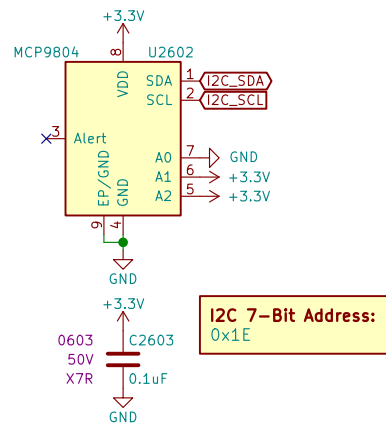 +3.3V
MCP9804
U2602
8
VDD
SDA 1 I2C_SDA
SCL 2 I2C_SCL
3 Alert
A0 7 GND
A1 6 +3.3V
A2 5 +3.3V
EP/GND
GND
9 4
GND
+3.3V
0603 C2603
50V
X7R 0.1uF
GND
I2C 7-Bit Address:
0x1E